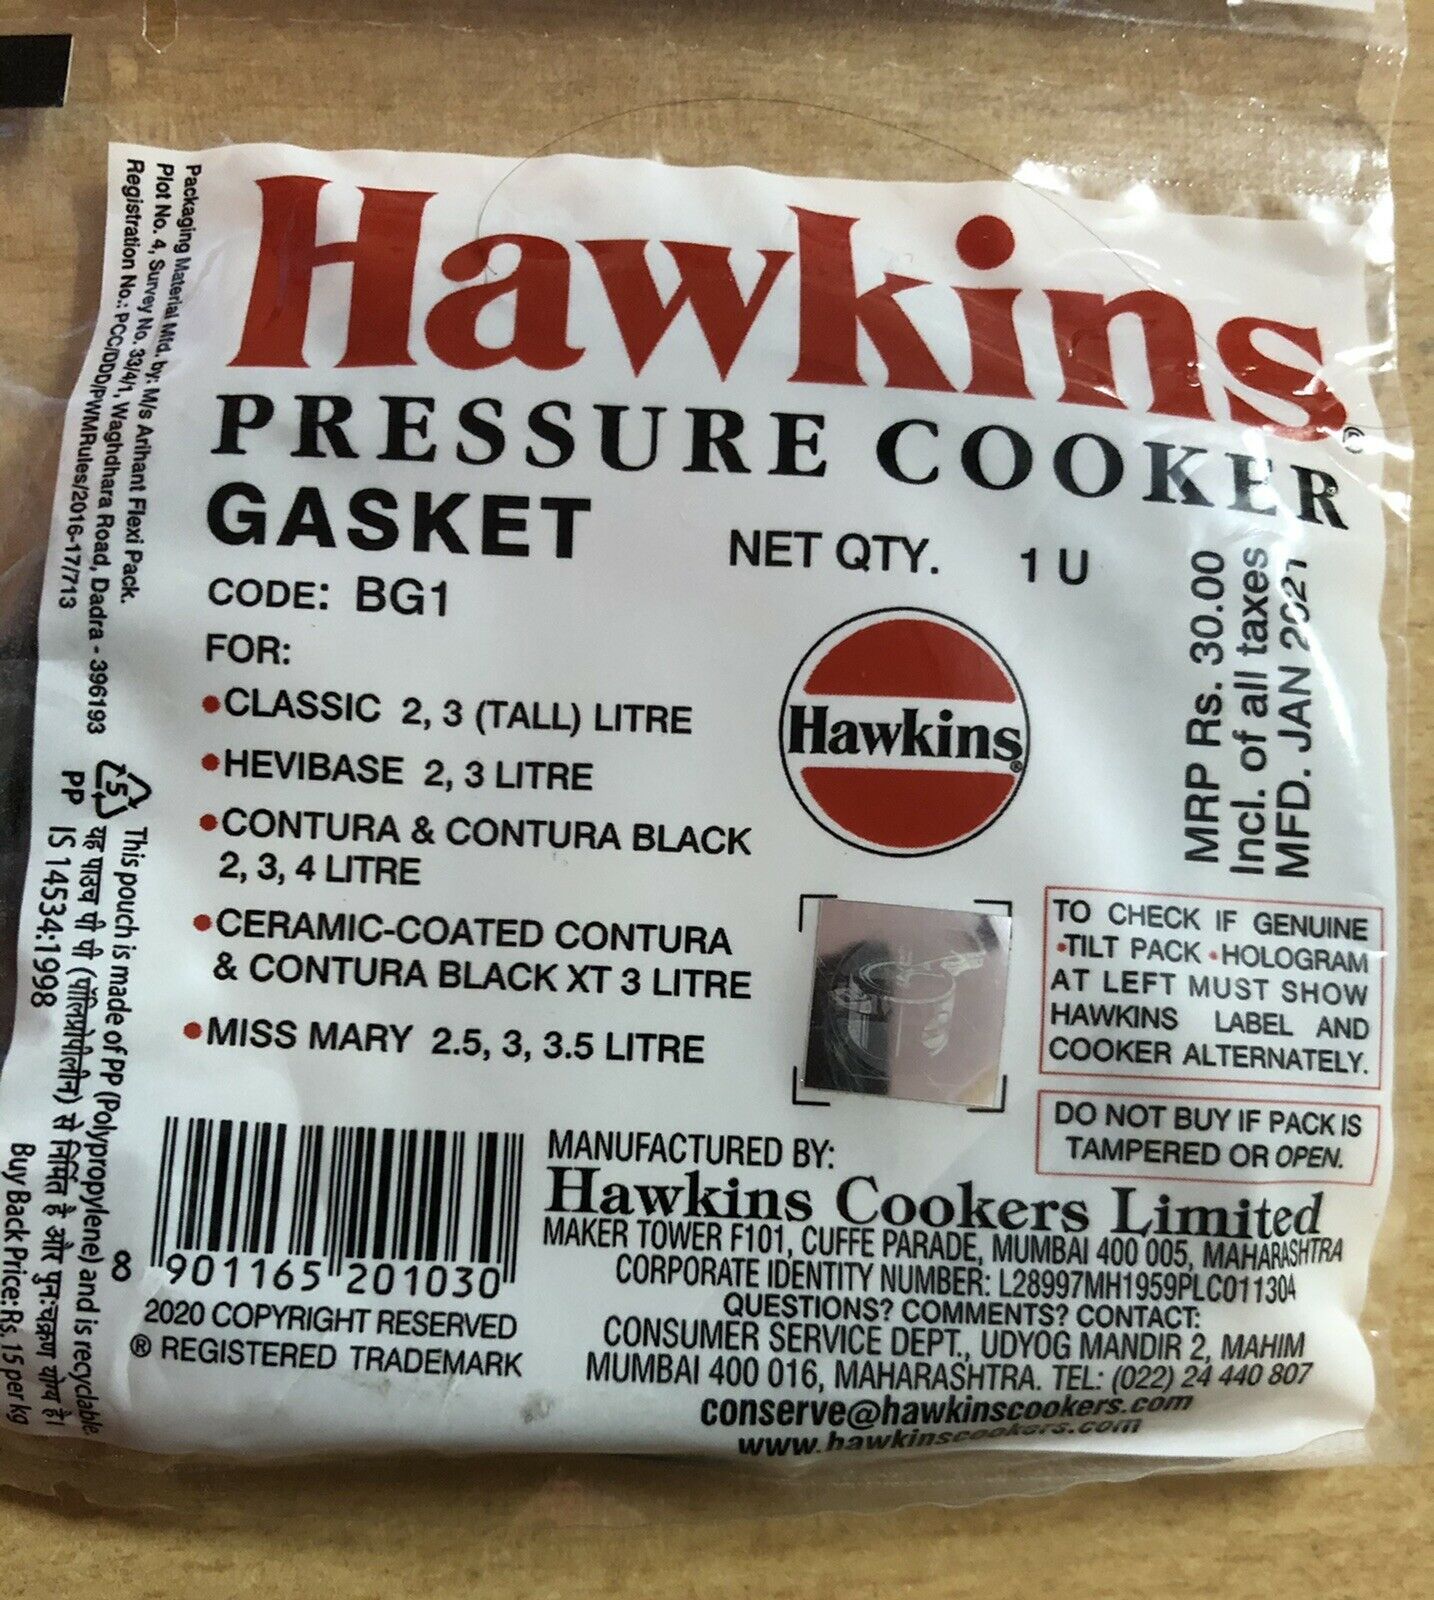 Hawkins®
PRESSURE COOKER
GASKET
NET QTY. 1 U
CODE: BG1
FOR:
•CLASSIC 2, 3 (TALL) LITRE
•HEVIBASE 2, 3 LITRE
•CONTURA & CONTURA BLACK
2, 3, 4 LITRE
•CERAMIC-COATED CONTURA
& CONTURA BLACK XT 3 LITRE
•MISS MARY 2.5, 3, 3.5 LITRE
Hawkins®
MRP Rs. 30.00
Incl. of all taxes
MFD. JAN 2021
TO CHECK IF GENUINE
•TILT PACK •HOLOGRAM
AT LEFT MUST SHOW
HAWKINS LABEL AND
COOKER ALTERNATELY.
DO NOT BUY IF PACK IS
TAMPERED OR OPEN.
8
901165 201030
2020 COPYRIGHT RESERVED
® REGISTERED TRADEMARK
MANUFACTURED BY:
Hawkins Cookers Limited
MAKER TOWER F101, CUFFE PARADE, MUMBAI 400 005, MAHARASHTRA
CORPORATE IDENTITY NUMBER: L28997MH1959PLC011304
QUESTIONS? COMMENTS? CONTACT:
CONSUMER SERVICE DEPT., UDYOG MANDIR 2, MAHIM
MUMBAI 400 016, MAHARASHTRA. TEL: (022) 24 440 807
conserve@hawkinscookers.com
www.hawkinscookers.com
Packaging Material Mfd. by: M/s Arihant Flexi Pack.
Plot No. 4, Survey No. 33/4/1, Waghdhara Road, Dadra - 396193
Registration No.: PCC/DDD/PWMRules/2016-17/713
5
PP
This pouch is made of PP (Polypropylene) and is recyclable.
यह पाउच पी पी (पॉलिप्रोपीलीन) से निर्मित है और पुन:चक्रण योग्य है।
IS 14534:1998
Buy Back Price: Rs. 15 per kg